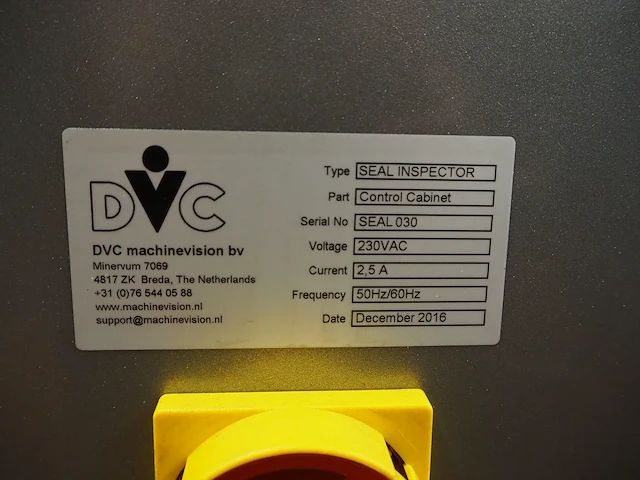 DVC
DVC machinevision bv
Minervum 7069
4817 ZK Breda, The Netherlands
+31 (0)76 544 05 88
www.machinevision.nl
support@machinevision.nl
Type SEAL INSPECTOR
Part Control Cabinet
Serial No SEAL 030
Voltage 230VAC
Current 2,5 A
Frequency 50Hz/60Hz
Date December 2016